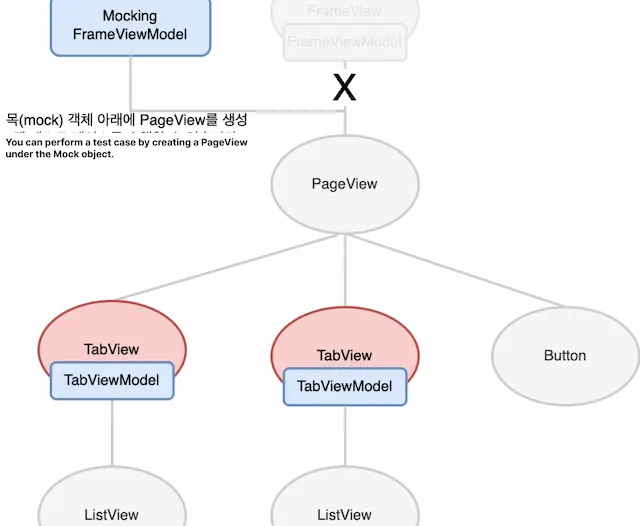 Mocking
FrameViewModel
FrameView
FrameViewModel
X
목(mock) 객체 아래에 PageView를 생성
You can perform a test case by creating a PageView
under the Mock object.
PageView
TabView
TabViewModel
TabView
TabViewModel
Button
ListView
ListView